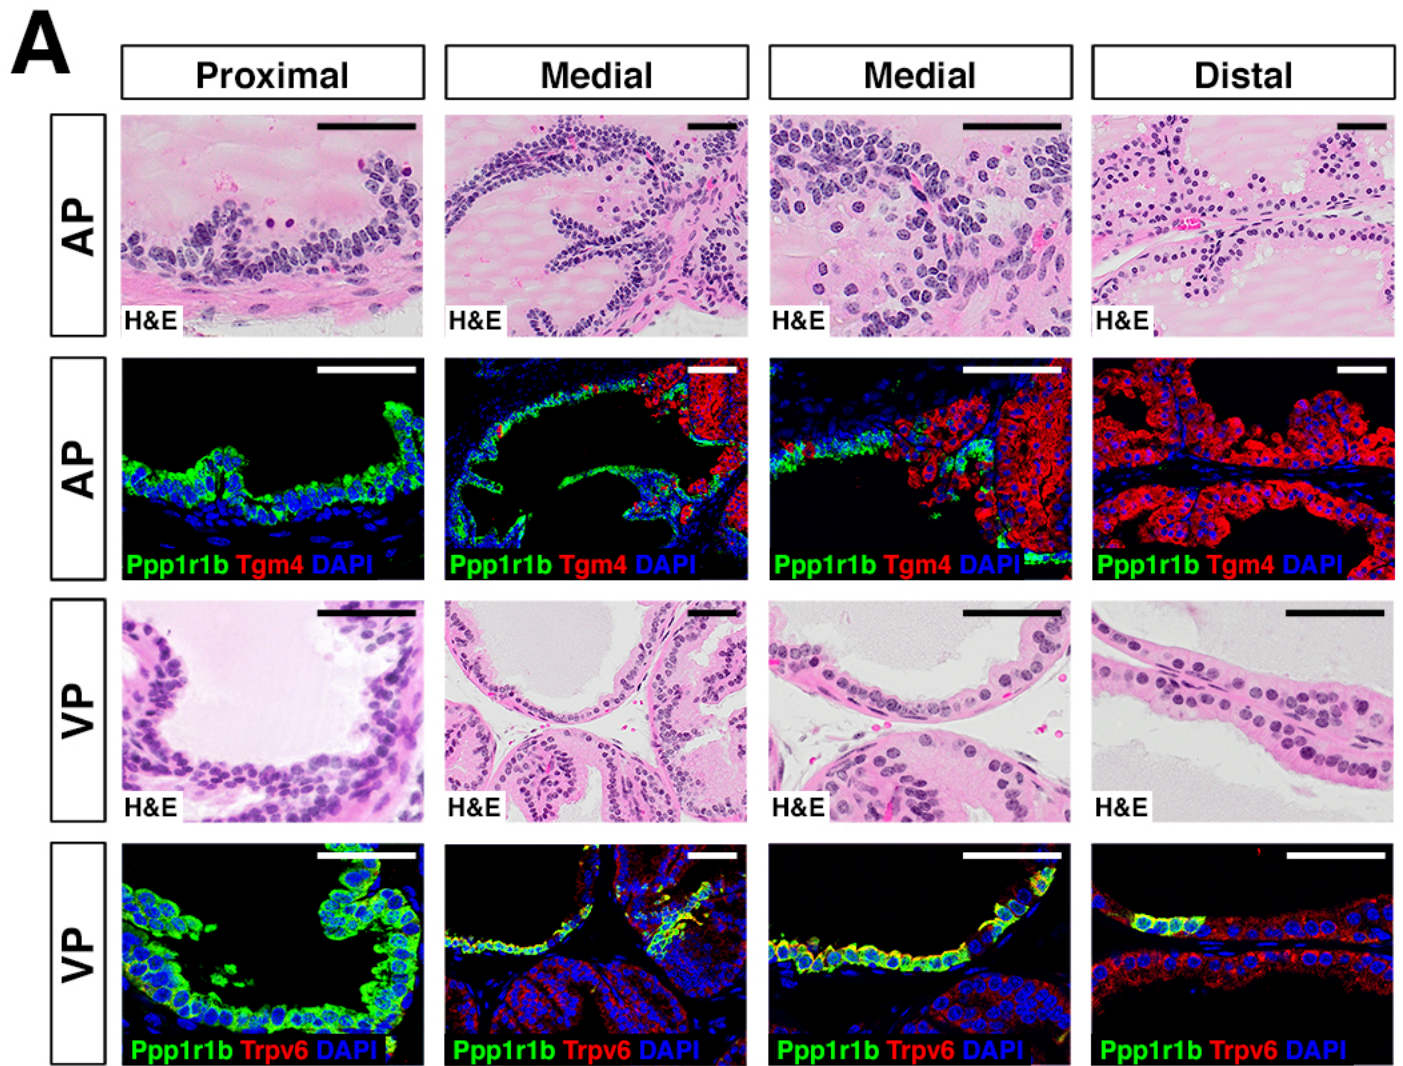 A
Proximal Medial Medial Distal
AP
H&E H&E H&E H&E
AP
Ppp1r1b Tgm4 DAPI Ppp1r1b Tgm4 DAPI Ppp1r1b Tgm4 DAPI Ppp1r1b Tgm4 DAPI
VP
H&E H&E H&E H&E
VP
Ppp1r1b Trpv6 DAPI Ppp1r1b Trpv6 DAPI Ppp1r1b Trpv6 DAPI Ppp1r1b Trpv6 DAPI